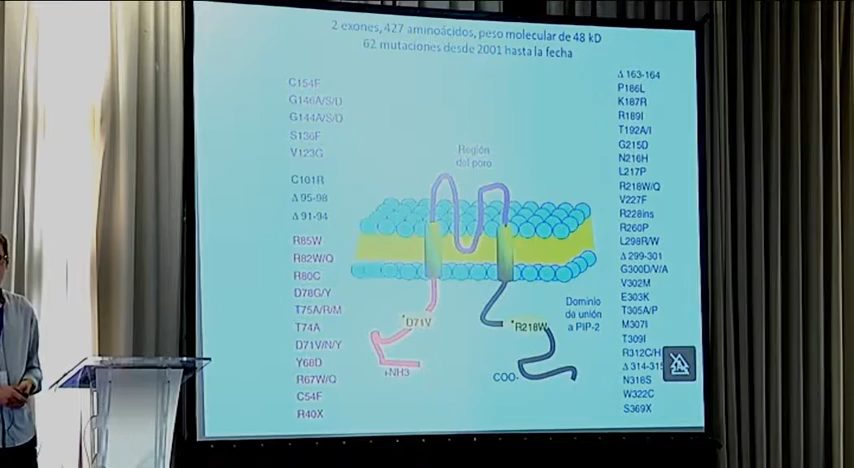 2 exones, 427 aminoácidos, peso molecular de 48 kD
62 mutaciones desde 2001 hasta la fecha
C154F
G146A/S/D
G144A/S/D
S136F
V123G
C101R
Δ 95-98
Δ 91-94
R85W
R82W/Q
R80C
D78G/Y
T75A/R/M
T74A
D71V/N/Y
Y68D
R67W/Q
C54F
R40X
Región
del poro
*D71V
+NH3
*R218W
COO-
Dominio
de unión
a PIP-2
Δ 163-164
P186L
K187R
R189I
T192A/I
G215D
N216H
L217P
R218W/Q
V227F
R228ins
R260P
L298R/W
Δ 299-301
G300D/V/A
V302M
E303K
T305A/P
M307I
T309I
R312C/H
Δ 314-315
N318S
W322C
S369X